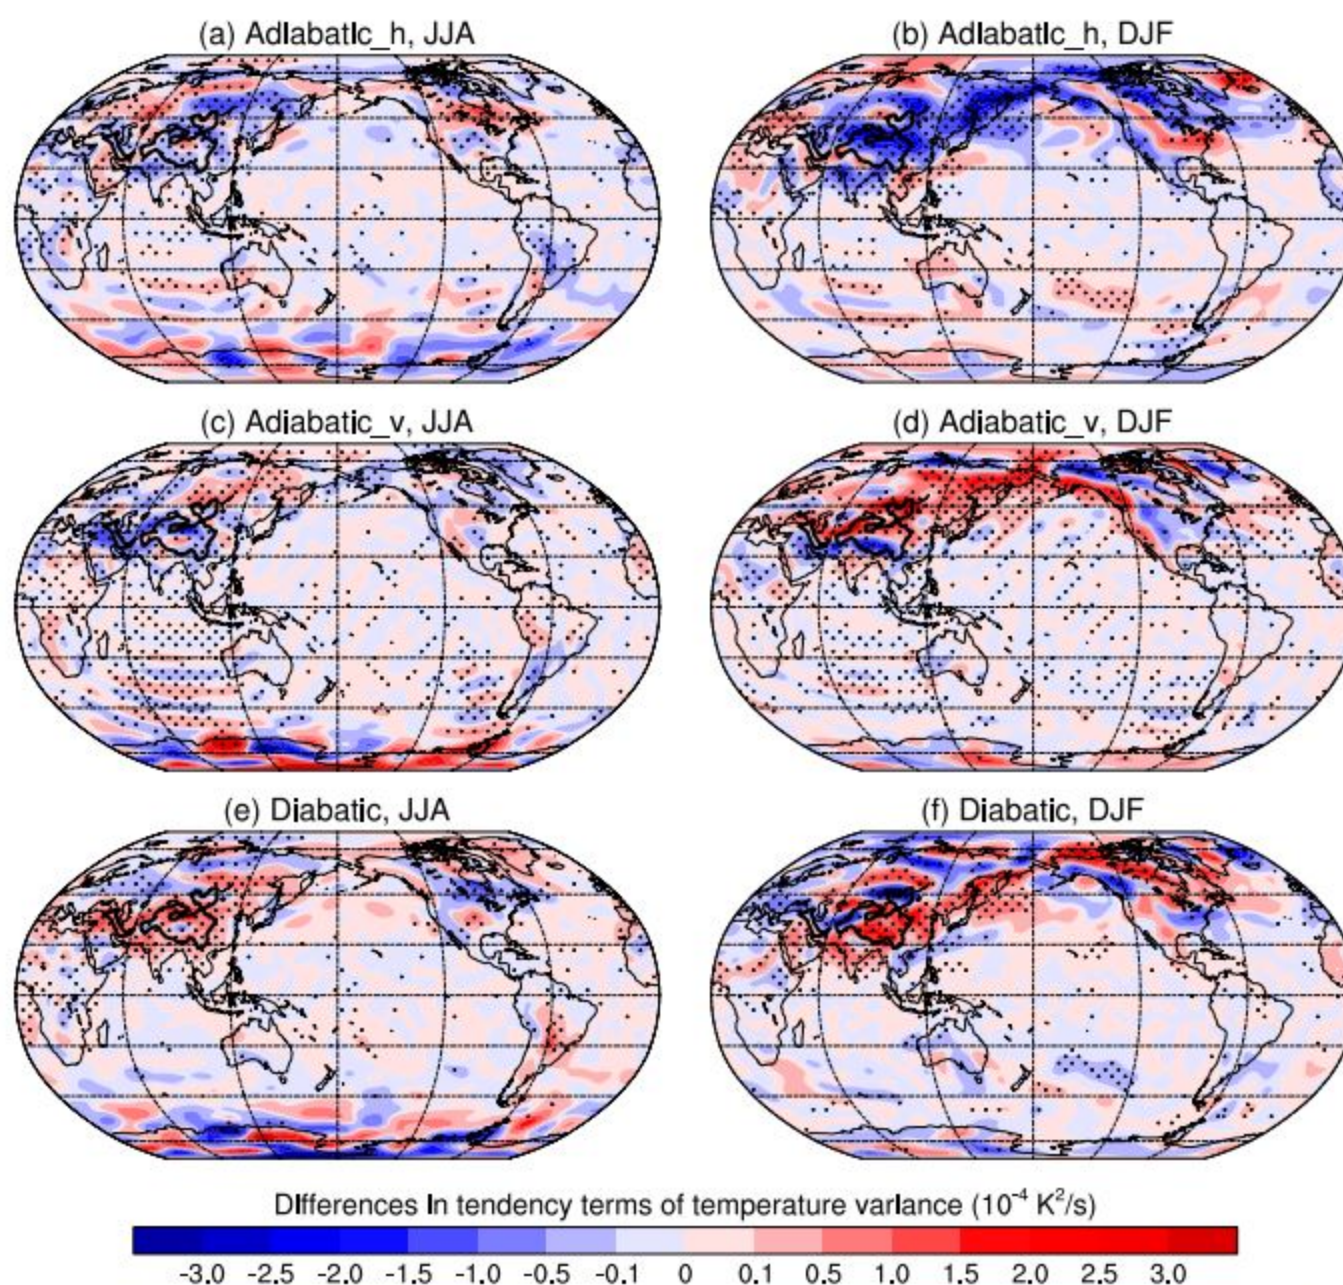 (a) Adiabatic_h, JJA
(b) Adiabatic_h, DJF
(c) Adiabatic_v, JJA
(d) Adiabatic_v, DJF
(e) Diabatic, JJA
(f) Diabatic, DJF
Differences in tendency terms of temperature variance (10⁻⁴ K²/s)
-3.0 -2.5 -2.0 -1.5 -1.0 -0.5 -0.1 0 0.1 0.5 1.0 1.5 2.0 2.5 3.0